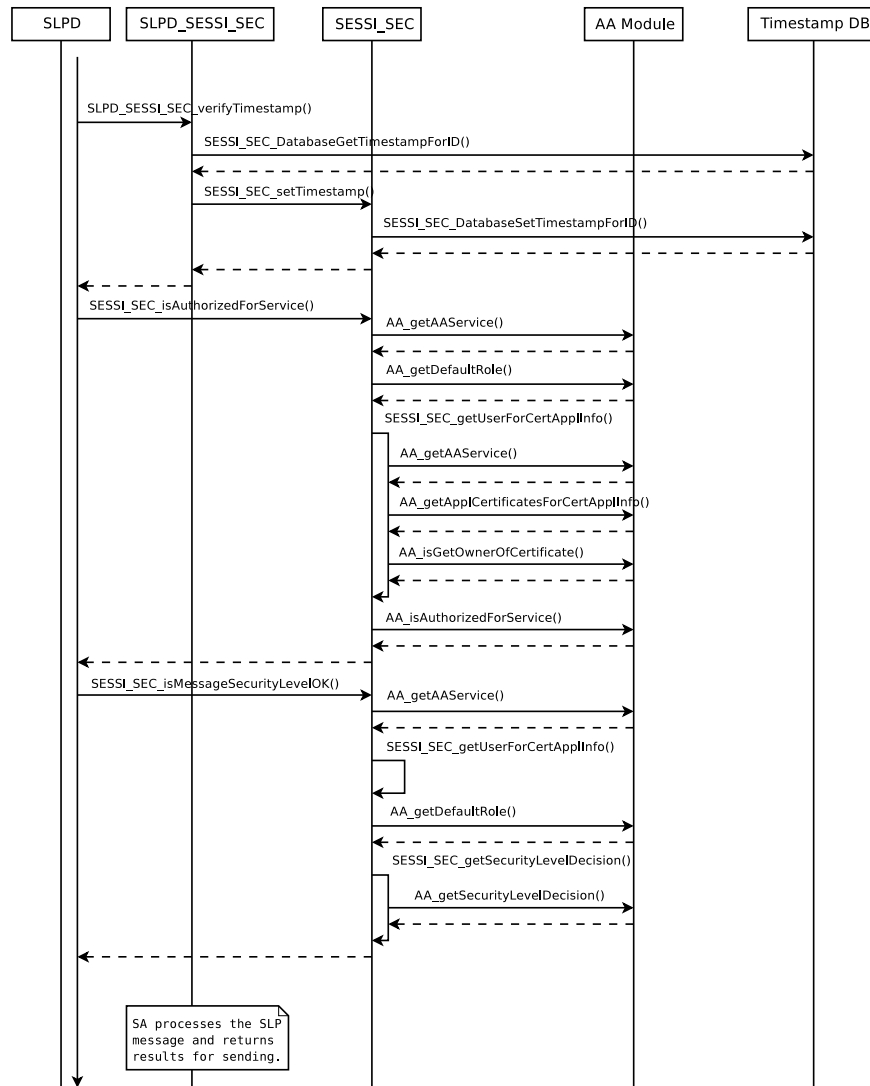 SLPD
SLPD_SESSI_SEC
SESSI_SEC
AA Module
Timestamp DB
SLPD_SESSI_SEC_verifyTimestamp()
SESSI_SEC_DatabaseGetTimestampForID()
SESSI_SEC_setTimestamp()
SESSI_SEC_DatabaseSetTimestampForID()
SESSI_SEC_isAuthorizedForService()
AA_getAAService()
AA_getDefaultRole()
SESSI_SEC_getUserForCertApplInfo()
AA_getAAService()
AA_getApplCertificatesForCertApplInfo()
AA_isGetOwnerOfCertificate()
AA_isAuthorizedForService()
SESSI_SEC_isMessageSecurityLevelOK()
AA_getAAService()
SESSI_SEC_getUserForCertApplInfo()
AA_getDefaultRole()
SESSI_SEC_getSecurityLevelDecision()
AA_getSecurityLevelDecision()
SA processes the SLP
message and returns
results for sending.